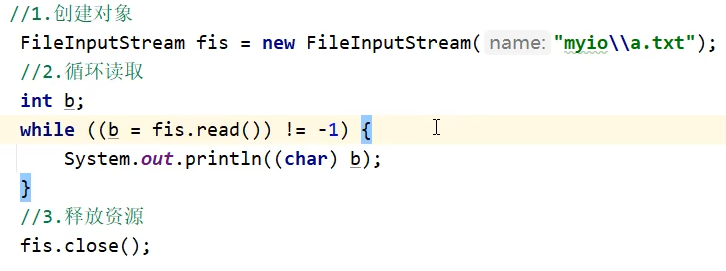 //1.创建对象
FileInputStream fis = new FileInputStream( name: "myio\\a.txt");
//2.循环读取
int b;
while ((b = fis.read()) != -1) {
    System.out.println((char) b);
}
//3.释放资源
fis.close();